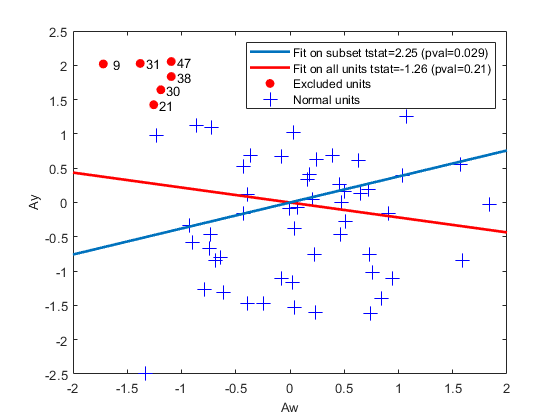 2.5
2
1.5
1
0.5
0
-0.5
-1
-1.5
-2
-2.5
Ay
Fit on subset tstat=2.25 (pval=0.029)
Fit on all units tstat=-1.26 (pval=0.21)
Excluded units
Normal units
9
31
47
38
30
21
-2 -1.5 -1 -0.5 0 0.5 1 1.5 2
Aw